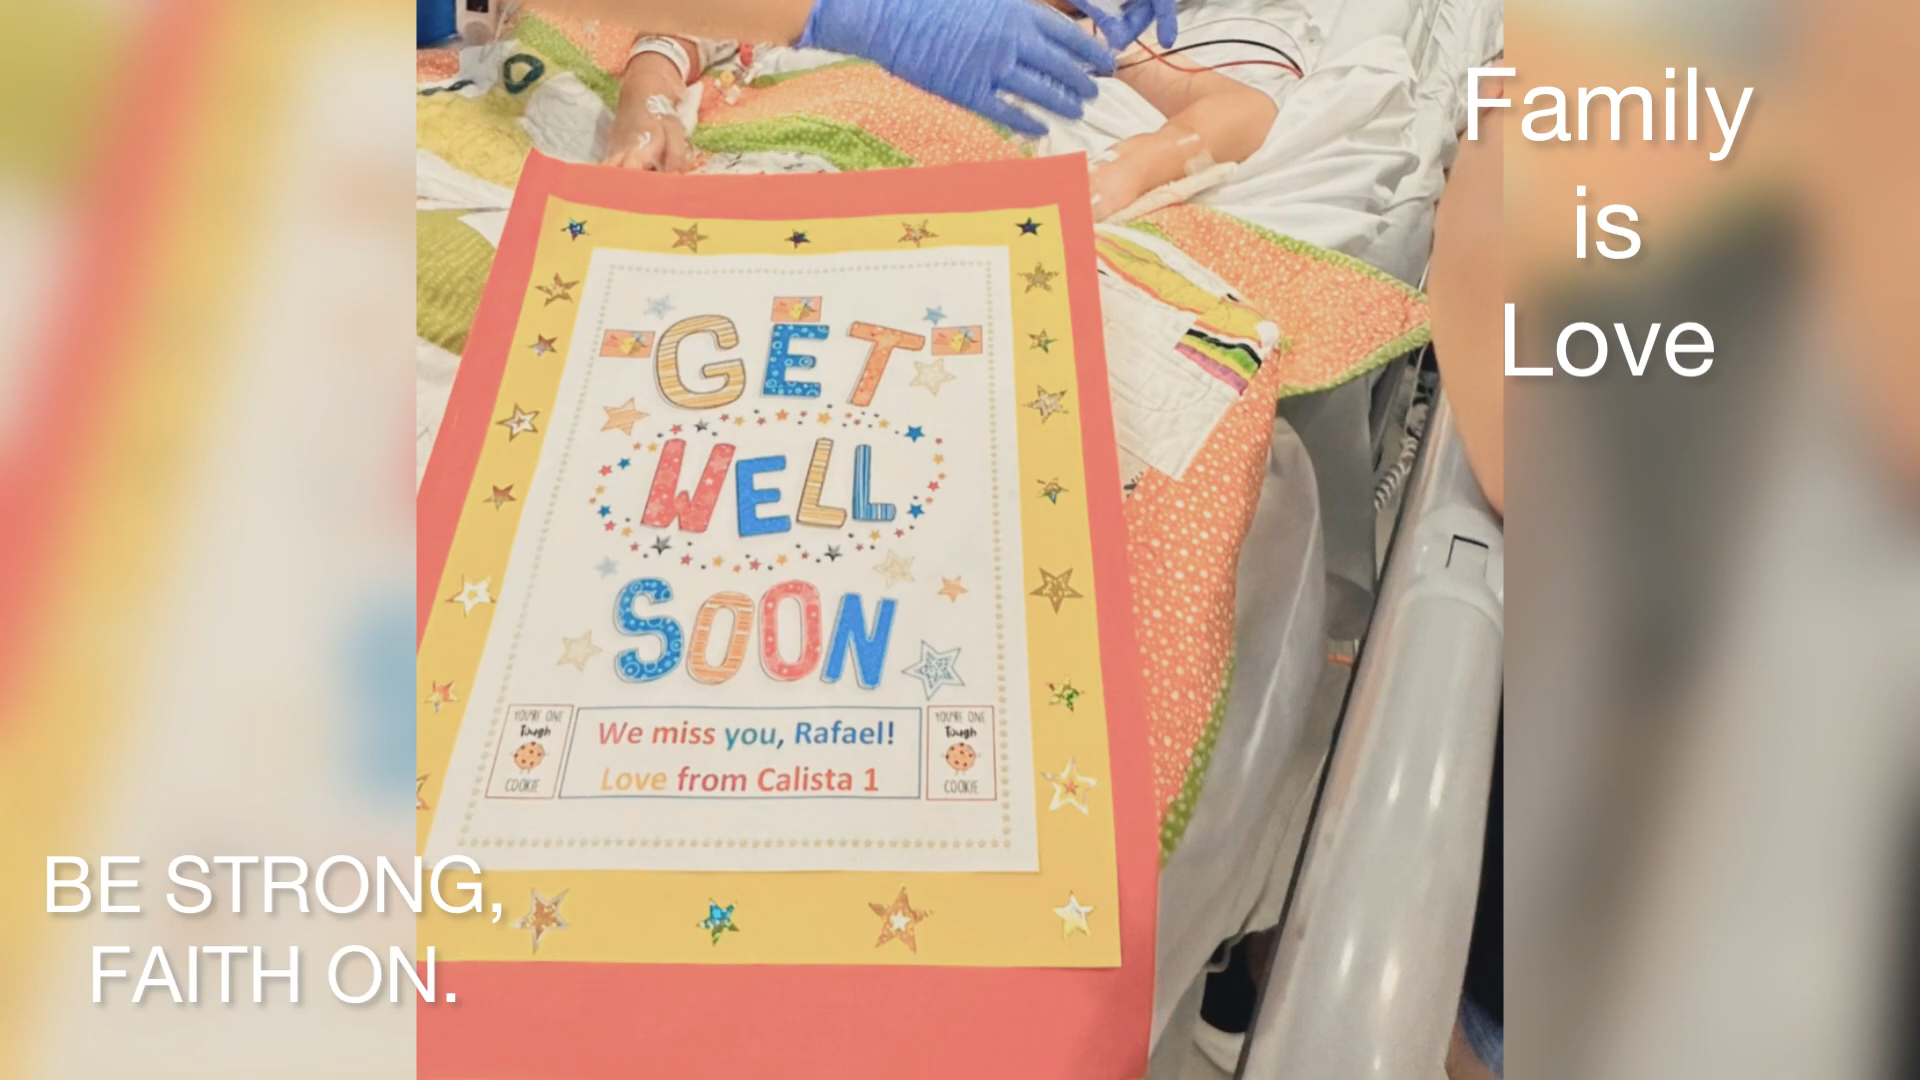 Family
is
Love
GET
WELL
SOON
YOU'RE ONE
Tough
COOKIE
We miss you, Rafael!
Love from Calista 1
YOU'RE ONE
Tough
COOKIE
BE STRONG,
FAITH ON.